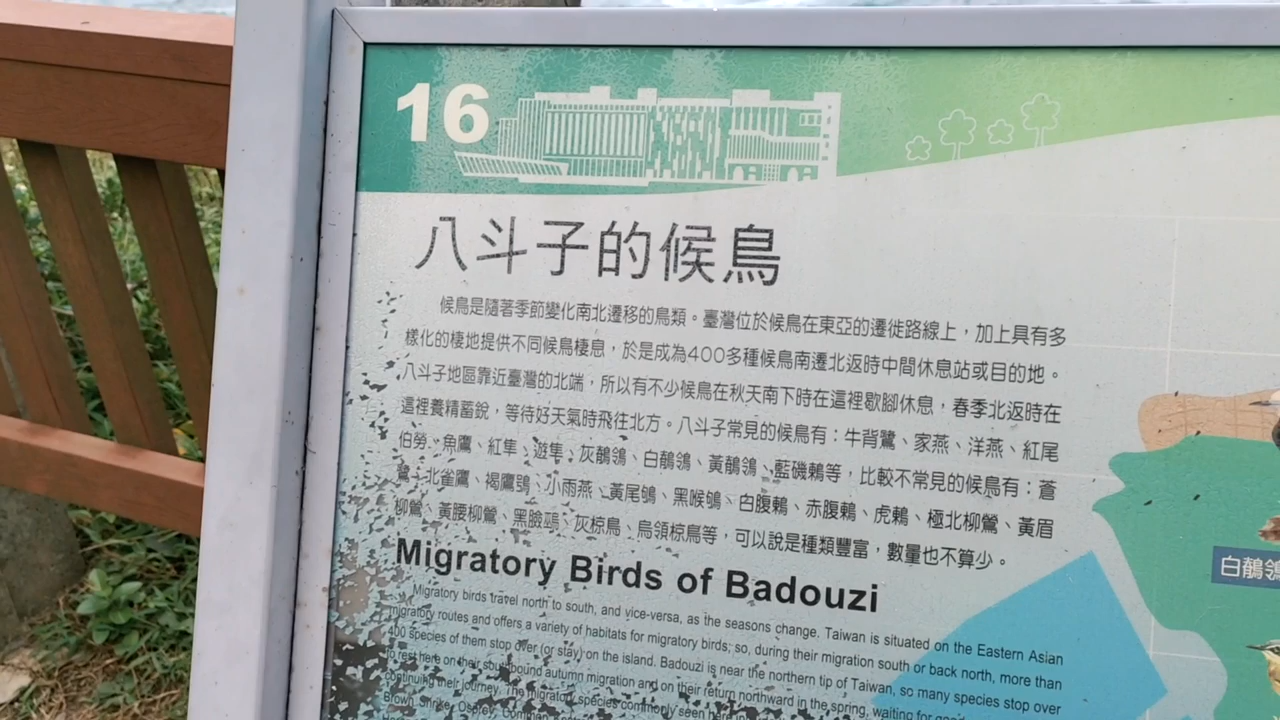 16
八斗子的候鳥
候鳥是隨著季節變化南北遷移的鳥類。臺灣位於候鳥在東亞的遷徙路線上，加上具有多
樣化的棲地提供不同候鳥棲息，於是成為400多種候鳥南遷北返時中間休息站或目的地。
八斗子地區靠近臺灣的北端，所以有不少候鳥在秋天南下時在這裡歇腳休息，春季北返時在
這裡養精蓄銳，等待好天氣時飛往北方。八斗子常見的候鳥有：牛背鷺、家燕、洋燕、紅尾
伯勞、魚鷹、紅隼、遊隼、灰鶺鴒、白鶺鴒、黃鶺鴒、藍磯鶇等，比較不常見的候鳥有：蒼
鷺、北雀鷹、褐鷹鴞、小雨燕、黃尾鴝、黑喉鴝、白腹鶇、赤腹鶇、虎鶇、極北柳鶯、黃眉
柳鶯、黃腰柳鶯、黑臉鵐、灰椋鳥、烏領椋鳥等，可以說是種類豐富，數量也不算少。
Migratory Birds of Badouzi
Migratory birds travel north to south, and vice-versa, as the seasons change. Taiwan is situated on the Eastern Asian
migratory routes and offers a variety of habitats for migratory birds; so, during their migration south or back north, more than
400 species of them stop over (or stay) on the island. Badouzi is near the northern tip of Taiwan, so many species stop over
to rest here on their southbound autumn migration and on their return northward in the spring, waiting for
continuing their journey. The migratory species commonly seen here
Brown Shrike, Osprey, Common
白鶺鴒